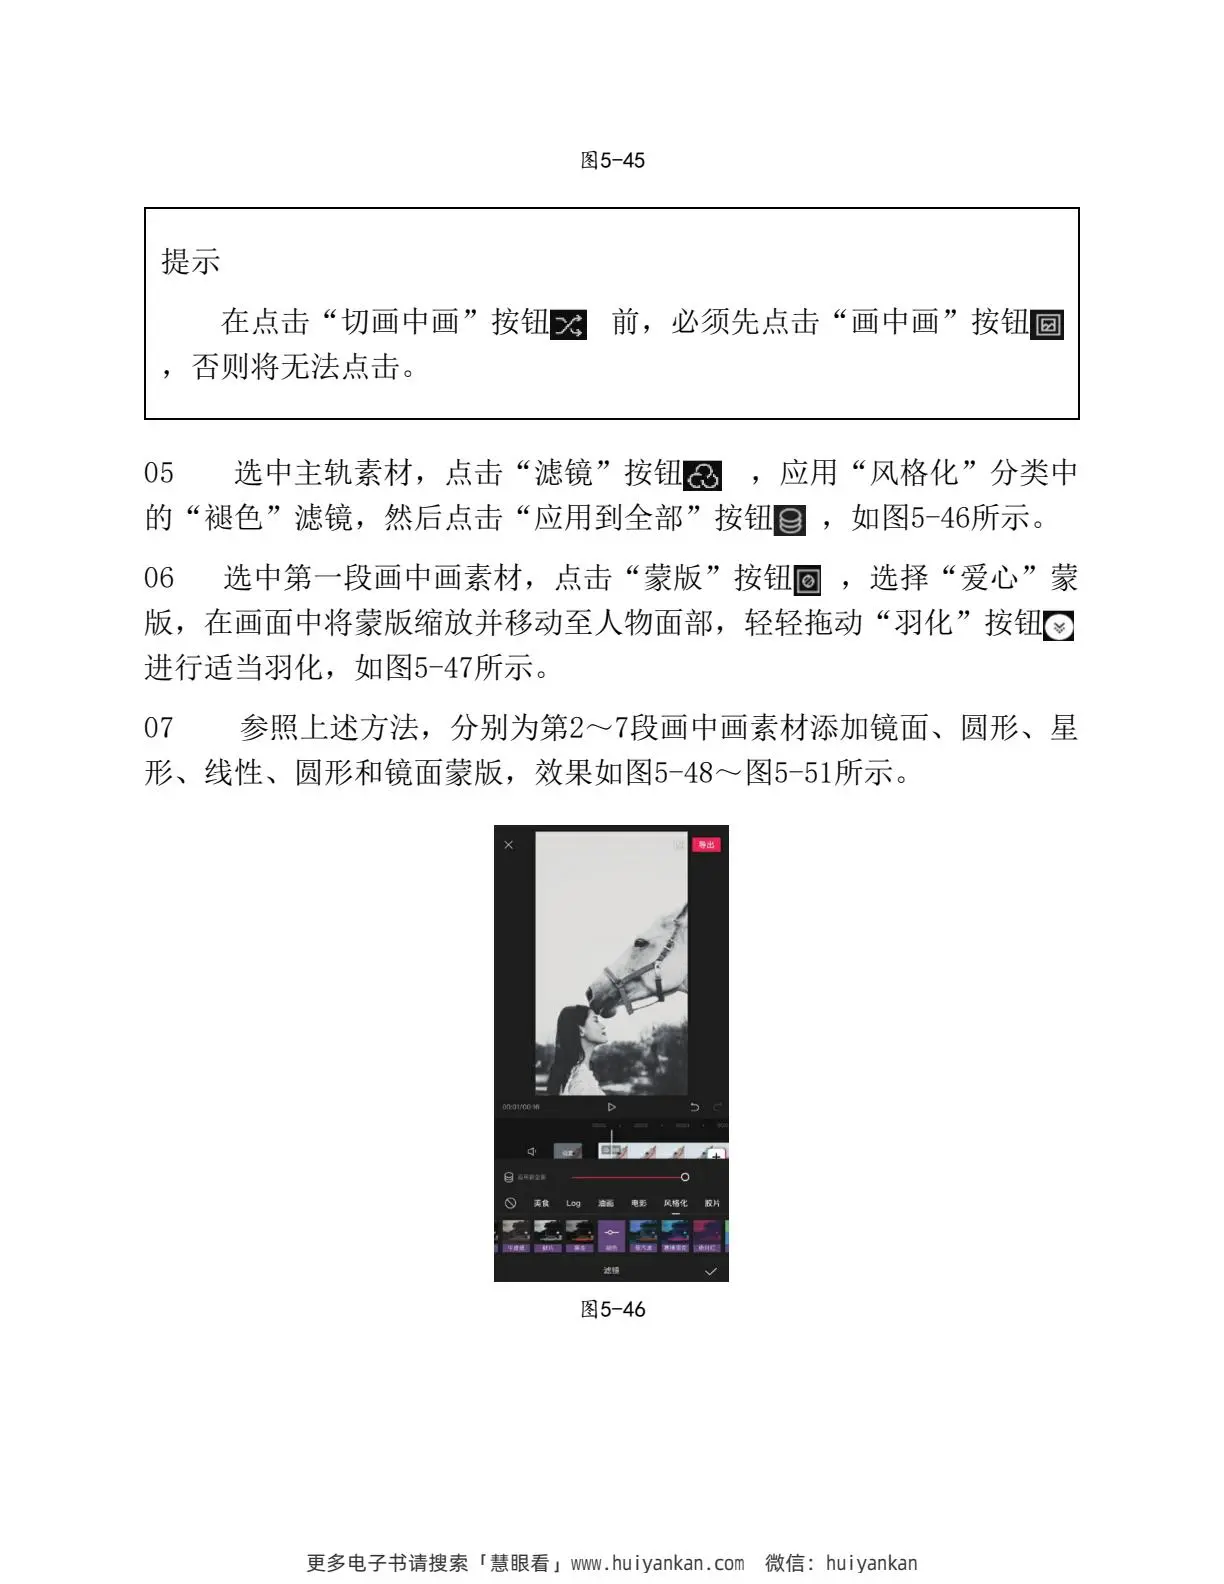 图5-45
提示
在点击“切画中画”按钮 前，必须先点击“画中画”按钮
，否则将无法点击。
05 选中主轨素材，点击“滤镜”按钮 ，应用“风格化”分类中
的“褪色”滤镜，然后点击“应用到全部”按钮 ，如图5-46所示。
06 选中第一段画中画素材，点击“蒙版”按钮 ，选择“爱心”蒙
版，在画面中将蒙版缩放并移动至人物面部，轻轻拖动“羽化”按钮
进行适当羽化，如图5-47所示。
07 参照上述方法，分别为第2～7段画中画素材添加镜面、圆形、星
形、线性、圆形和镜面蒙版，效果如图5-48～图5-51所示。
导出
00:01/00:16
美食 Log 油画 电影 风格化 胶片
褪色 蒸汽波 赛博朋克
滤镜
图5-46
更多电子书请搜索「慧眼看」www.huiyankan.com 微信：huiyankan